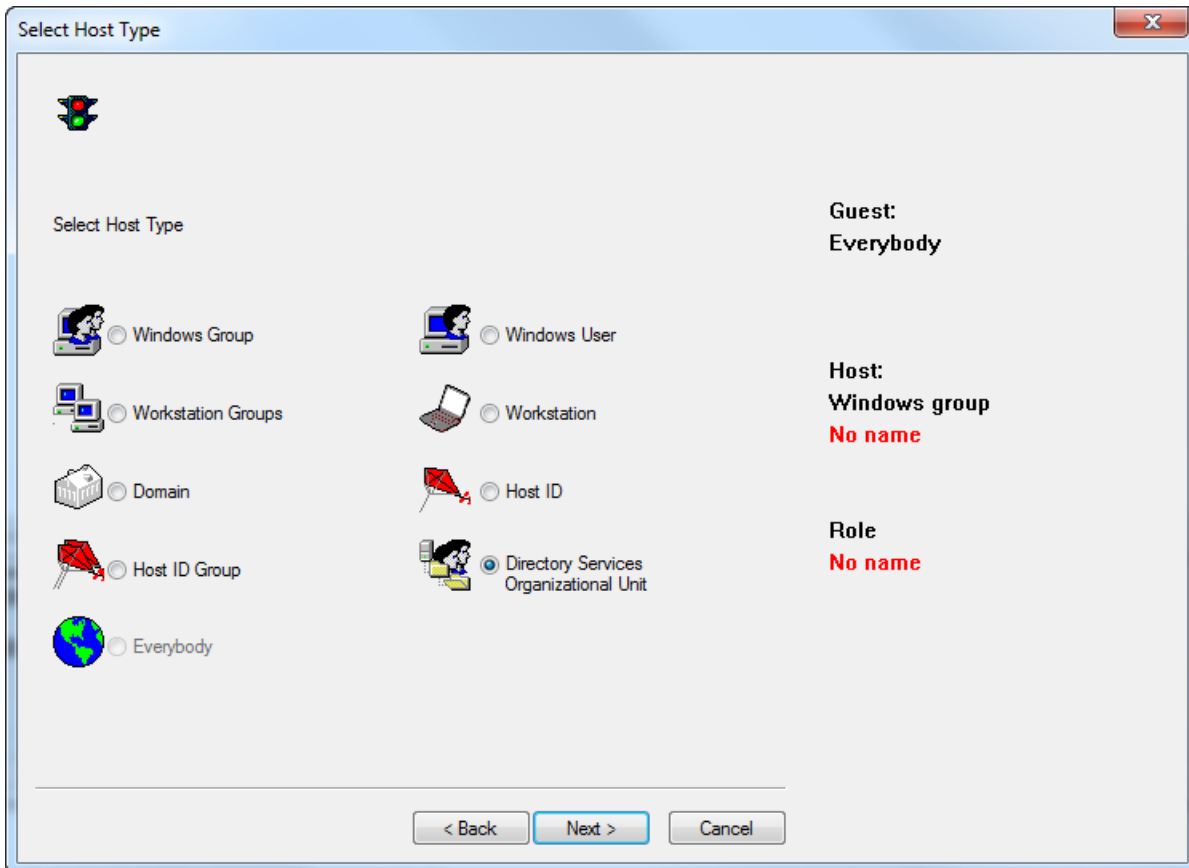 Select Host Type
X
Select Host Type
Windows Group
Windows User
Workstation Groups
Workstation
Domain
Host ID
Host ID Group
Directory Services
Organizational Unit
Everybody
Guest:
Everybody
Host:
Windows group
No name
Role
No name
< Back
Next >
Cancel